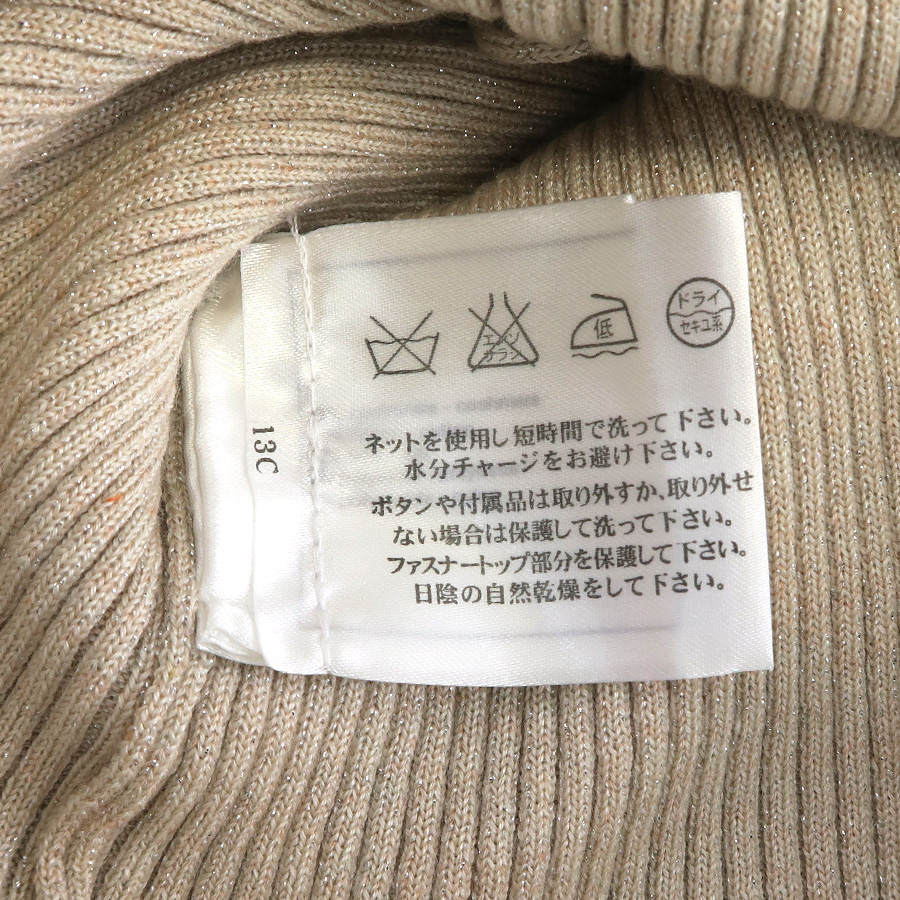 エンソ
サラシ
低
ドライ
セキユ系
ネットを使用し短時間で洗って下さい。
水分チャージをお避け下さい。
ボタンや付属品は取り外すか、取り外せ
ない場合は保護して洗って下さい。
ファスナートップ部分を保護して下さい。
日陰の自然乾燥をして下さい。
13C